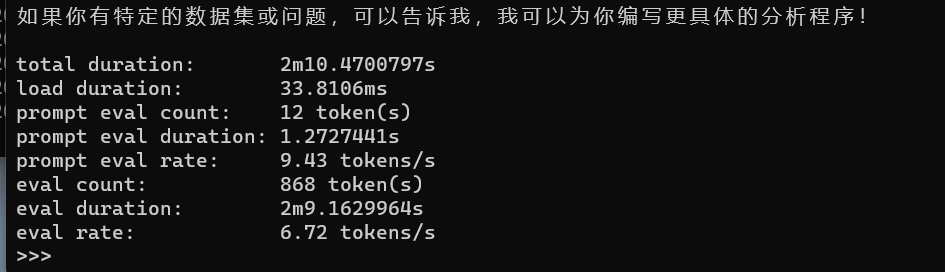 如果你有特定的数据集或问题，可以告诉我，我可以为你编写更具体的分析程序！
total duration: 2m10.4700797s
load duration: 33.8106ms
prompt eval count: 12 token(s)
prompt eval duration: 1.2727441s
prompt eval rate: 9.43 tokens/s
eval count: 868 token(s)
eval duration: 2m9.1629964s
eval rate: 6.72 tokens/s
>>>